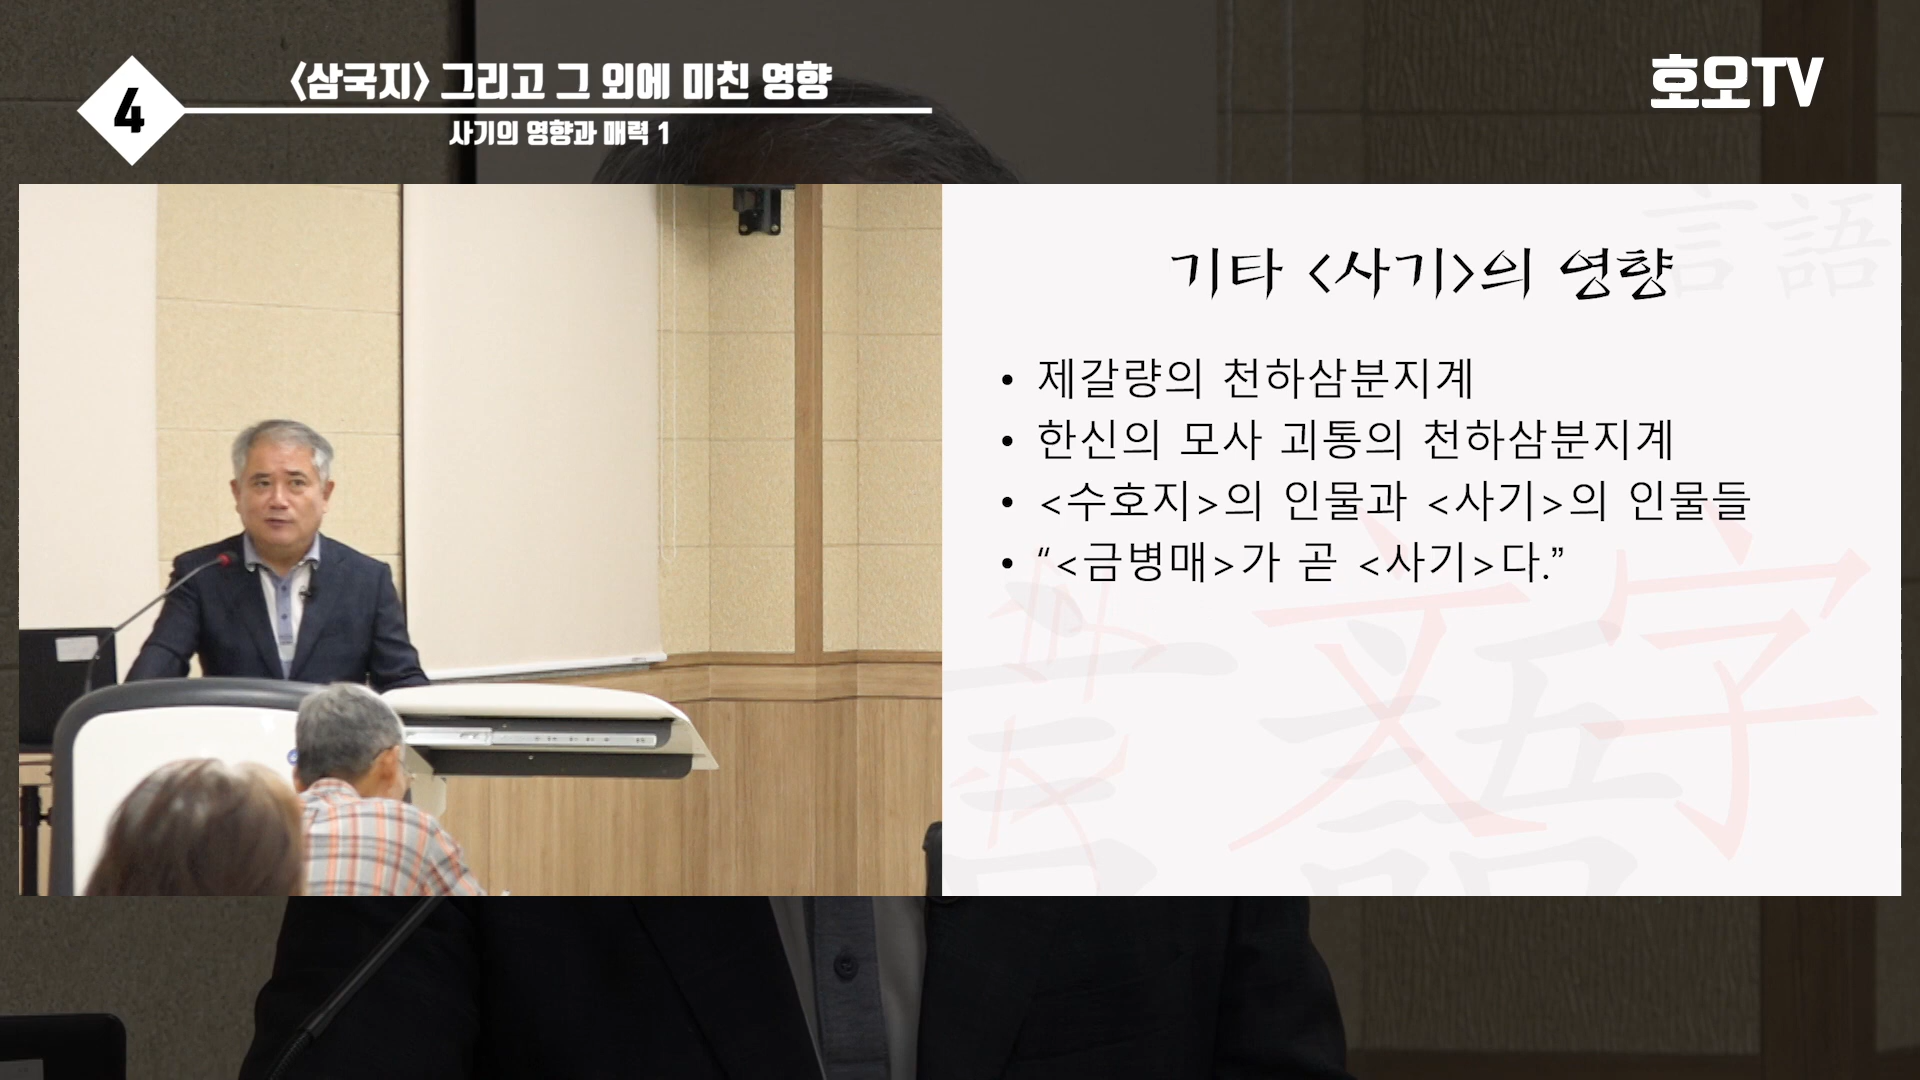 4
<삼국지> 그리고 그 외에 미친 영향
사기의 영향과 매력 1
호오TV
기타 <사기>의 영향
言語
• 제갈량의 천하삼분지계
• 한신의 모사 괴통의 천하삼분지계
• <수호지>의 인물과 <사기>의 인물들
• “<금병매>가 곧 <사기>다.”
文字
言語